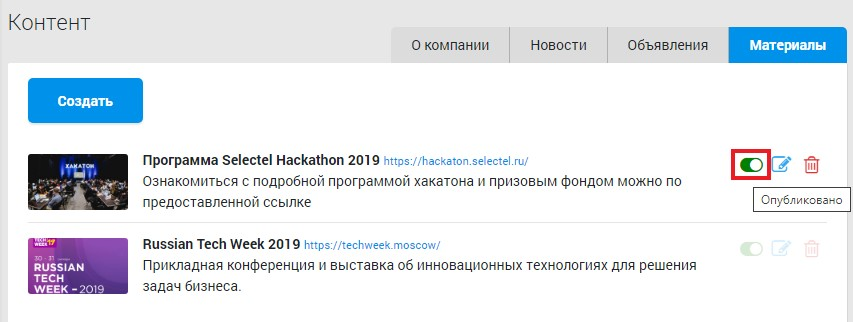 Контент
О компании
Новости
Объявления
Материалы
Создать
ХАКАТОН
Программа Selectel Hackathon 2019 https://hackaton.selectel.ru/
Ознакомиться с подробной программой хакатона и призовым фондом можно по
предоставленной ссылке
Опубликовано
TECH
WEEK
30 - 31
RUSSIAN
TECH
WEEK - 2019
Russian Tech Week 2019 https://techweek.moscow/
Прикладная конференция и выставка об инновационных технологиях для решения
задач бизнеса.